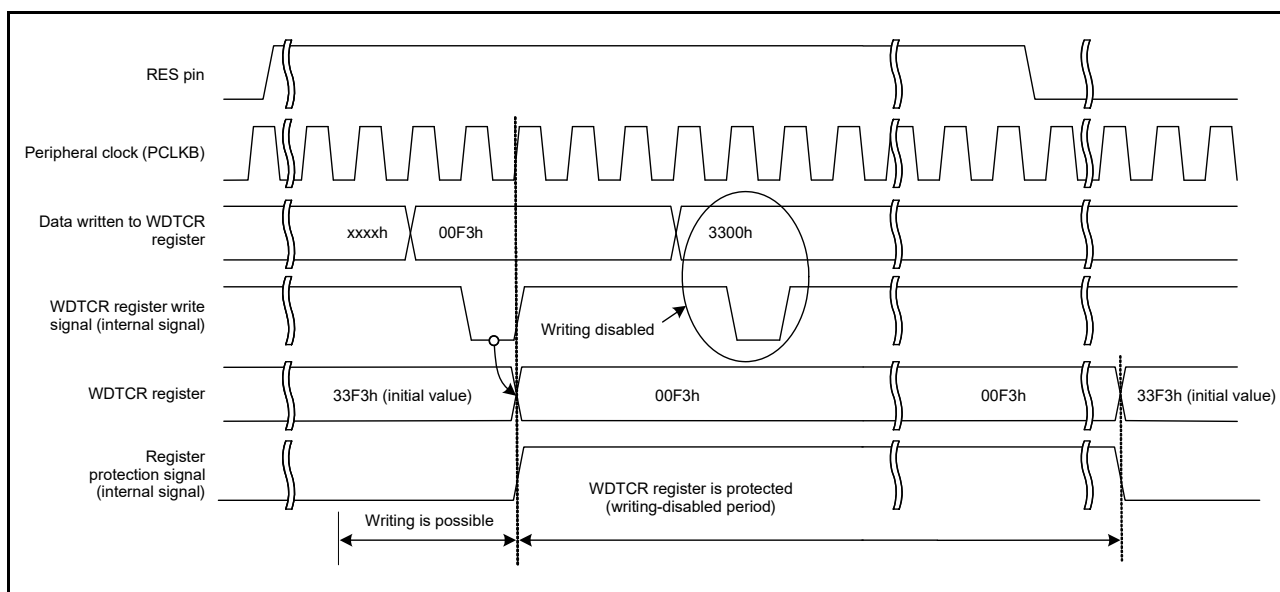 RES pin
Peripheral clock (PCLKB)
Data written to WDTCR
register
xxxxh
00F3h
3300h
WDTCR register write
signal (internal signal)
Writing disabled
WDTCR register
33F3h (initial value)
00F3h
00F3h
33F3h (initial value)
Register
protection signal
(internal signal)
WDTCR register is protected
(writing-disabled period)
Writing is possible